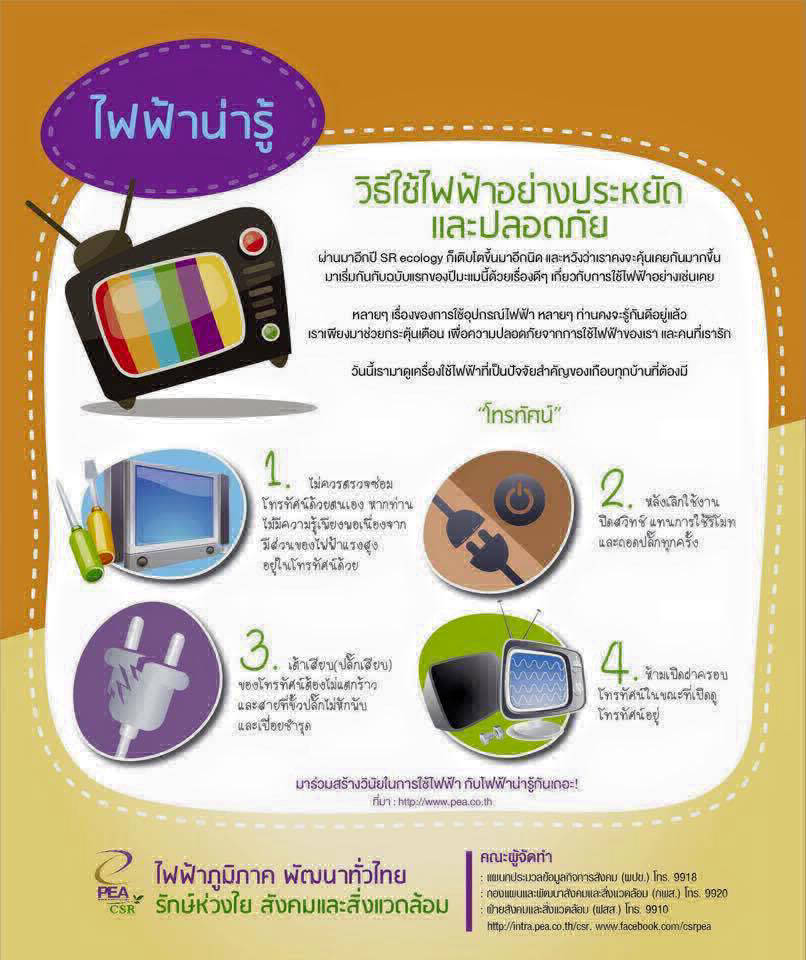 ไฟฟ้าน่ารู้
วิธีใช้ไฟฟ้าอย่างประหยัด
และปลอดภัย
ผ่านมาอีกปี SR ecology ก็เติบโตขึ้นมาอีกนิด และหวังว่าเราคงจะคุ้นเคยกันมากขึ้น
มาเริ่มกันกับฉบับแรกของปีมะแมนี้ด้วยเรื่องดีๆ เกี่ยวกับการใช้ไฟฟ้าอย่างเช่นเคย
หลายๆ เรื่องของการใช้อุปกรณ์ไฟฟ้า หลายๆ ท่านคงจะรู้กันดีอยู่แล้ว
เราเพียงมาช่วยกระตุ้นเตือน เพื่อความปลอดภัยจากการใช้ไฟฟ้าของเรา และคนที่เรารัก
วันนี้เรามาดูเครื่องใช้ไฟฟ้าที่เป็นปัจจัยสำคัญของเกือบทุกบ้านที่ต้องมี
“โทรทัศน์”
1. ไม่ควรตรวจซ่อม
โทรทัศน์ด้วยตนเอง หากท่าน
ไม่มีความรู้เพียงพอเนื่องจาก
มีส่วนของไฟฟ้าแรงสูง
อยู่ในโทรทัศน์ด้วย
2. หลังเลิกใช้งาน
ปิดสวิทช์ แทนการใช้รีโมท
และถอดปลั๊กทุกครั้ง
3. เต้าเสียบ(ปลั๊กเสียบ)
ของโทรทัศน์ต้องไม่แตกร้าว
และสายที่ขั้วปลั๊กไม่หักพับ
และเปื่อยชำรุด
4. ห้ามเปิดฝาครอบ
โทรทัศน์ในขณะที่เปิดดู
โทรทัศน์อยู่
มาร่วมสร้างวินัยในการใช้ไฟฟ้า กับไฟฟ้าน่ารู้กันเถอะ!
ที่มา : http://www.pea.co.th
PEA
CSR
ไฟฟ้าภูมิภาค พัฒนาทั่วไทย
รักษ์ห่วงใย สังคมและสิ่งแวดล้อม
คณะผู้จัดทำ
: แผนกประมวลข้อมูลกิจการสังคม (ผปข.) โทร. 9918
: กองแผนและพัฒนาสังคมและสิ่งแวดล้อม (กผส.) โทร. 9920
: ฝ่ายสังคมและสิ่งแวดล้อม (ฝสส.) โทร. 9910
http://intra.pea.co.th/csr. www.facebook.com/csrpea